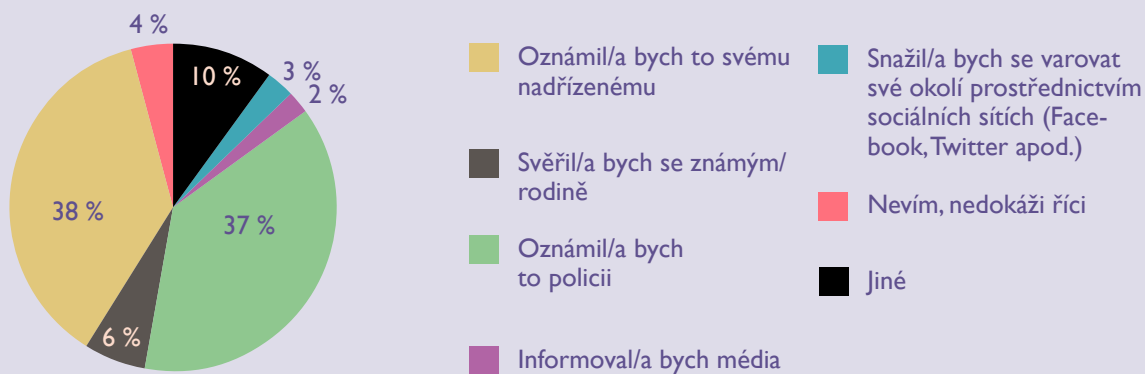 4 %
10 %
3 %
2 %
38 %
37 %
6 %
Oznámil/a bych to svému
nadřízenému
Svěřil/a bych se známým/
rodině
Oznámil/a bych
to policii
Informoval/a bych média
Snažil/a bych se varovat
své okolí prostřednictvím
sociálních sítích (Face-
book, Twitter apod.)
Nevím, nedokáži říci
Jiné